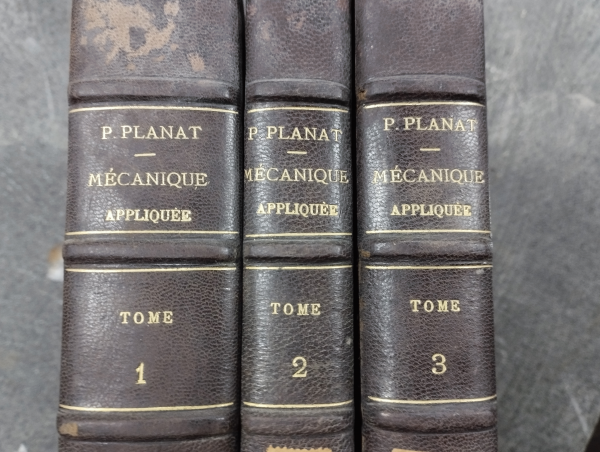 P. PLANAT
MÉCANIQUE
APPLIQUÉE
TOME
1
P. PLANAT
MÉCANIQUE
APPLIQUÉE
TOME
2
P. PLANAT
MÉCANIQUE
APPLIQUÉE
TOME
3